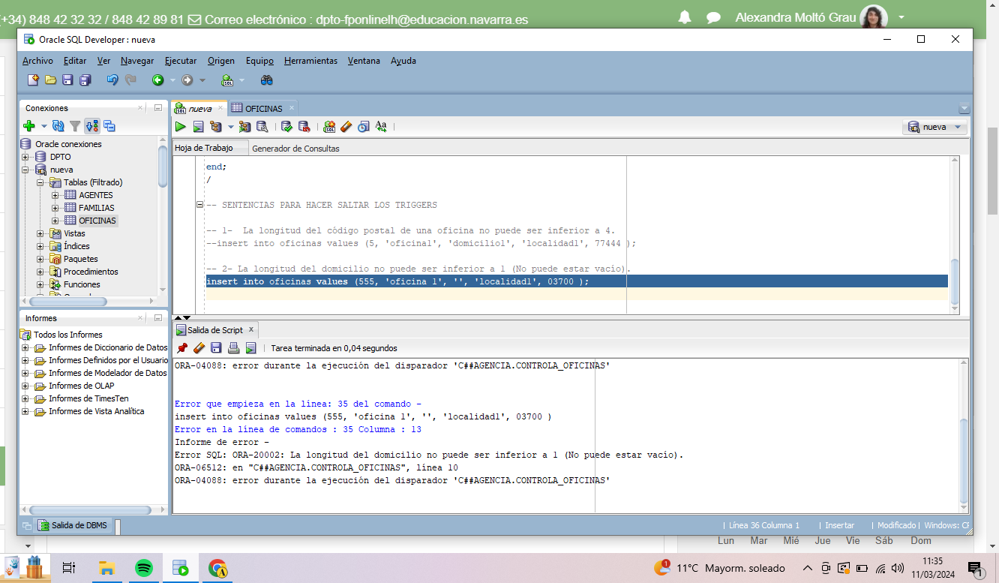 (+34) 848 42 32 32 / 848 42 89 81 Correo electrónico : dpto-fponlinelh@educacion.navarra.es
Alexandra Moltó Grau
Oracle SQL Developer : nueva
Archivo Editar Ver Navegar Ejecutar Origen Equipo Herramientas Ventana Ayuda
Conexiones
nueva
OFICINAS
nueva
Hoja de Trabajo
Generador de Consultas
Oracle conexiones
DPTO
nueva
Tablas (Filtrado)
AGENTES
FAMILIAS
OFICINAS
Vistas
Índices
Paquetes
Procedimientos
Funciones
end;
/
-- SENTENCIAS PARA HACER SALTAR LOS TRIGGERS
-- 1-  La longitud del código postal de una oficina no puede ser inferior a 4.
--insert into oficinas values (5, 'oficina1', 'domicilio1', 'localidad1', 77444 );
-- 2- La longitud del domicilio no puede ser inferior a 1 (No puede estar vacío).
insert into oficinas values (555, 'oficina 1', '', 'localidad1', 03700 );
Informes
Todos los Informes
Informes de Diccionario de Datos
Informes Definidos por el Usuario
Informes de Modelador de Datos
Informes de OLAP
Informes de TimesTen
Informes de Vista Analítica
Salida de Script x
Tarea terminada en 0,04 segundos
ORA-04088: error durante la ejecución del disparador 'C##AGENCIA.CONTROLA_OFICINAS'
Error que empieza en la línea: 35 del comando -
insert into oficinas values (555, 'oficina 1', '', 'localidad1', 03700 )
Error en la línea de comandos : 35 Columna : 13
Informe de error -
Error SQL: ORA-20002: La longitud del domicilio no puede ser inferior a 1 (No puede estar vacío).
ORA-06512: en "C##AGENCIA.CONTROLA_OFICINAS", línea 10
ORA-04088: error durante la ejecución del disparador 'C##AGENCIA.CONTROLA_OFICINAS'
Salida de DBMS
Línea 36 Columna 1 | Insertar | Modificado | Windows:
Lun Mar Mié Jue Vie Sáb Dom
1
11°C Mayorm. soleado
11:35
11/03/2024
1